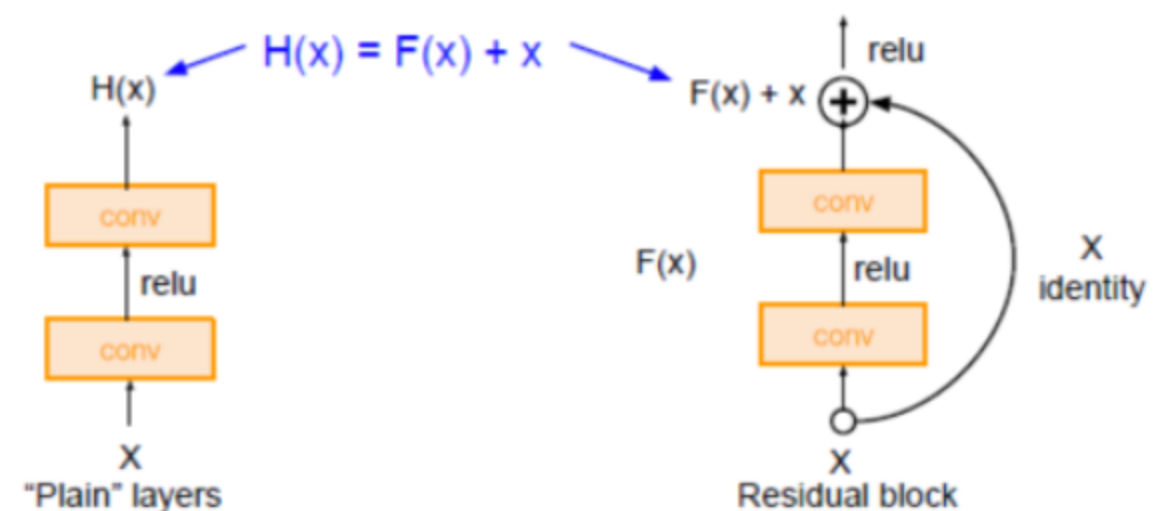 H(x) = F(x) + x
H(x)
conv
relu
conv
X
“Plain” layers
relu
F(x) + x
conv
F(x)
relu
X
identity
conv
X
Residual block